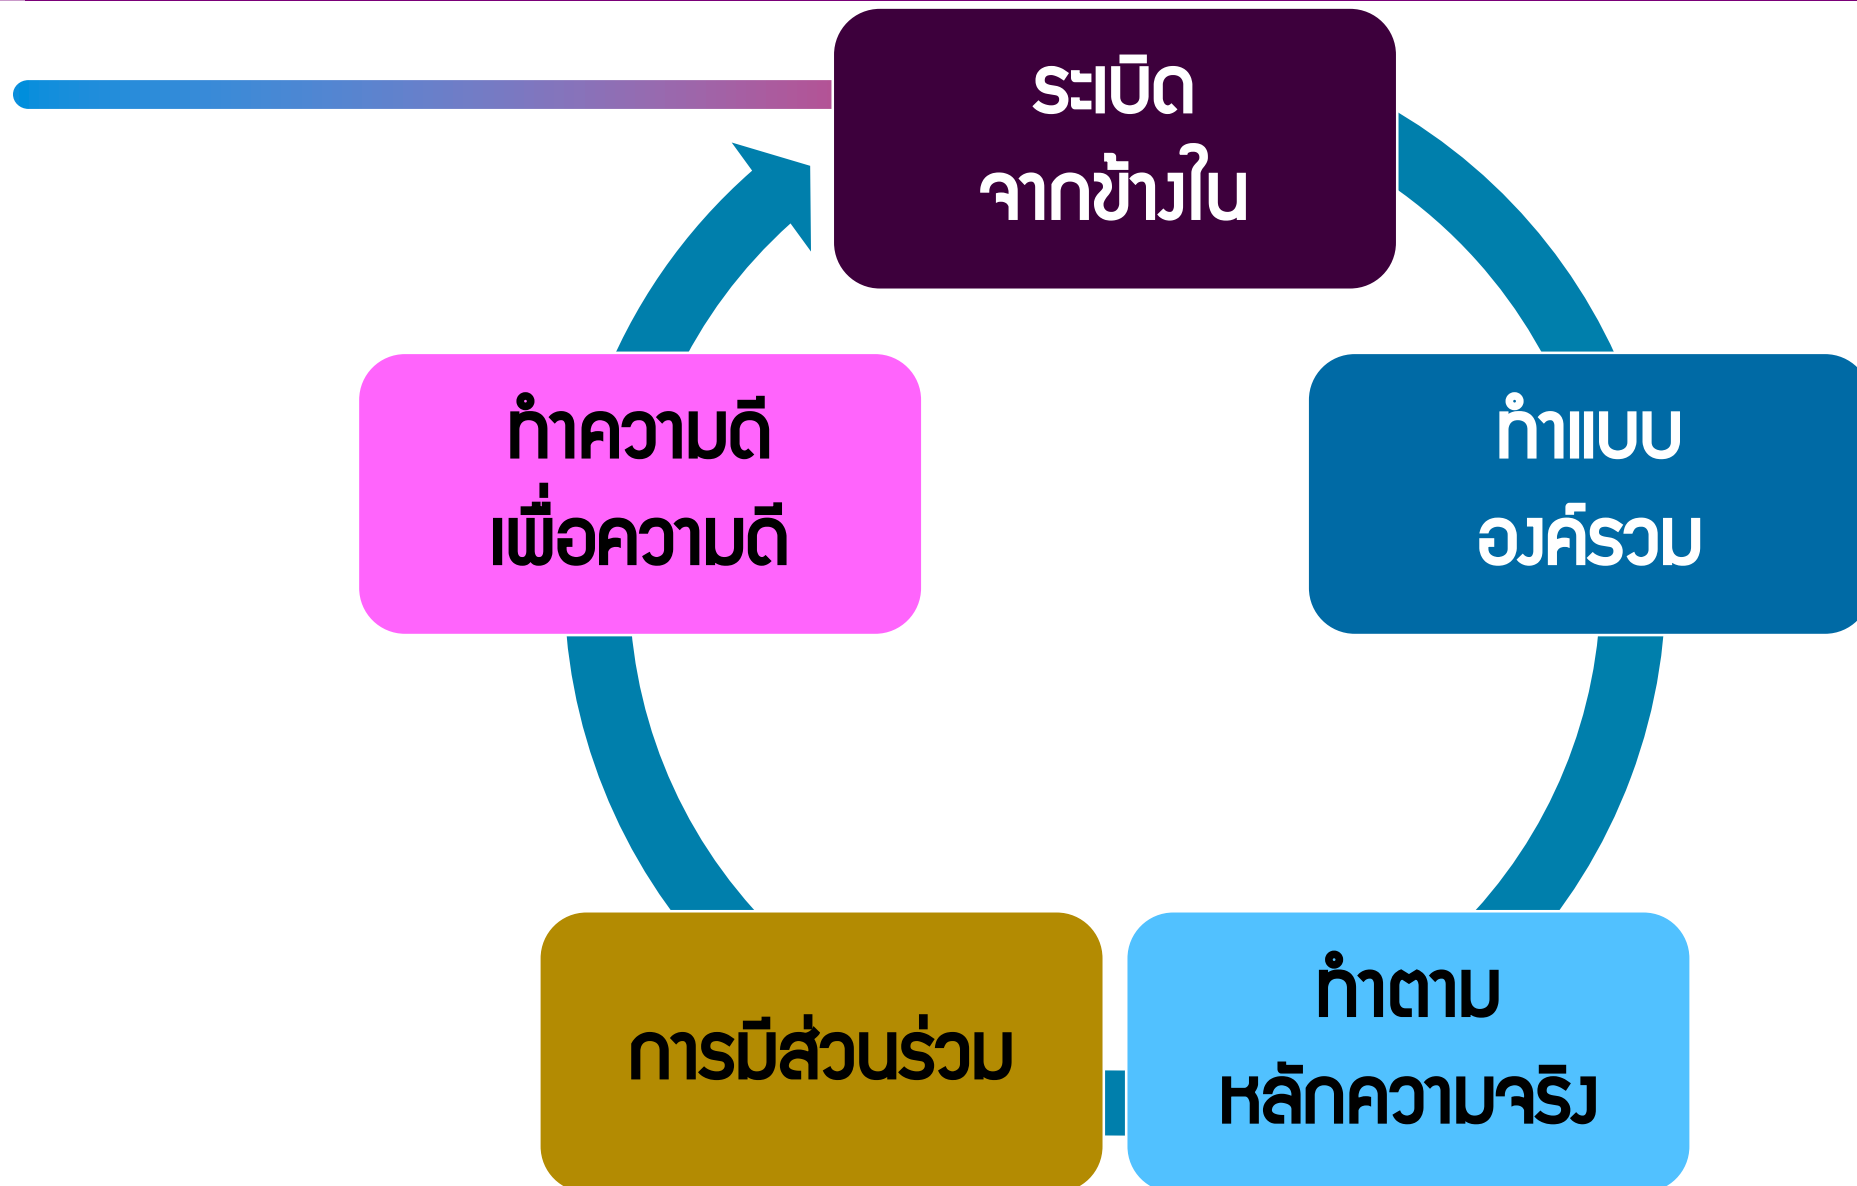 ระเบิด
จากข้างใน
ทำแบบ
องค์รวม
ทำตาม
หลักความจริง
การมีส่วนร่วม
ทำความดี
เพื่อความดี